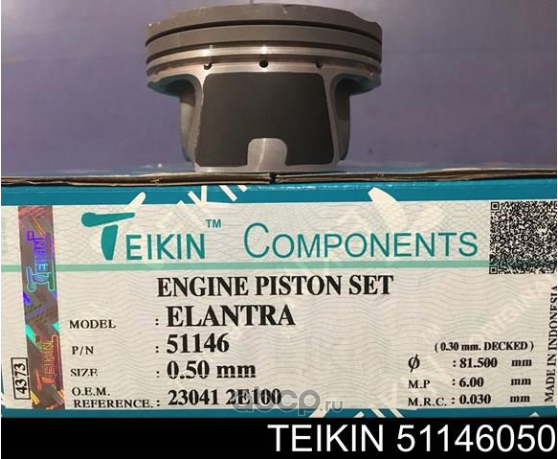 TEIKIN™ COMPONENTS
ENGINE PISTON SET
MODEL : ELANTRA
P/N : 51146 (0.30 mm. DECKED)
SIZE : 0.50 mm Ø : 81.500 mm
O.E.M. M.P : 6.00 mm
REFERENCE. : 23041 2E100 M.R.C. : 0.030 mm
4373
TEIKIN
MADE IN INDONESIA
TEIKIN 51146050